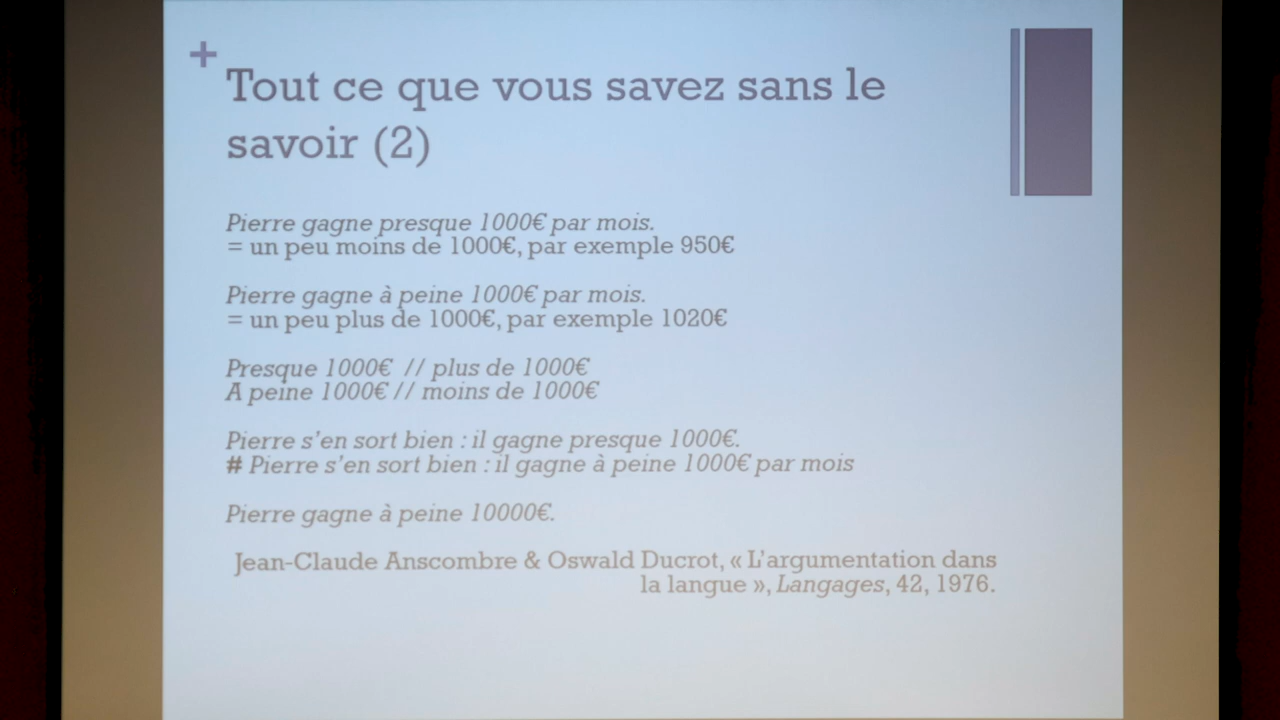 +
Tout ce que vous savez sans le
savoir (2)
Pierre gagne presque 1000€ par mois.
= un peu moins de 1000€, par exemple 950€
Pierre gagne à peine 1000€ par mois.
= un peu plus de 1000€, par exemple 1020€
Presque 1000€ // plus de 1000€
A peine 1000€ // moins de 1000€
Pierre s'en sort bien : il gagne presque 1000€.
# Pierre s'en sort bien : il gagne à peine 1000€ par mois
Pierre gagne à peine 10000€.
Jean-Claude Anscombre & Oswald Ducrot, « L'argumentation dans
la langue », Langages, 42, 1976.